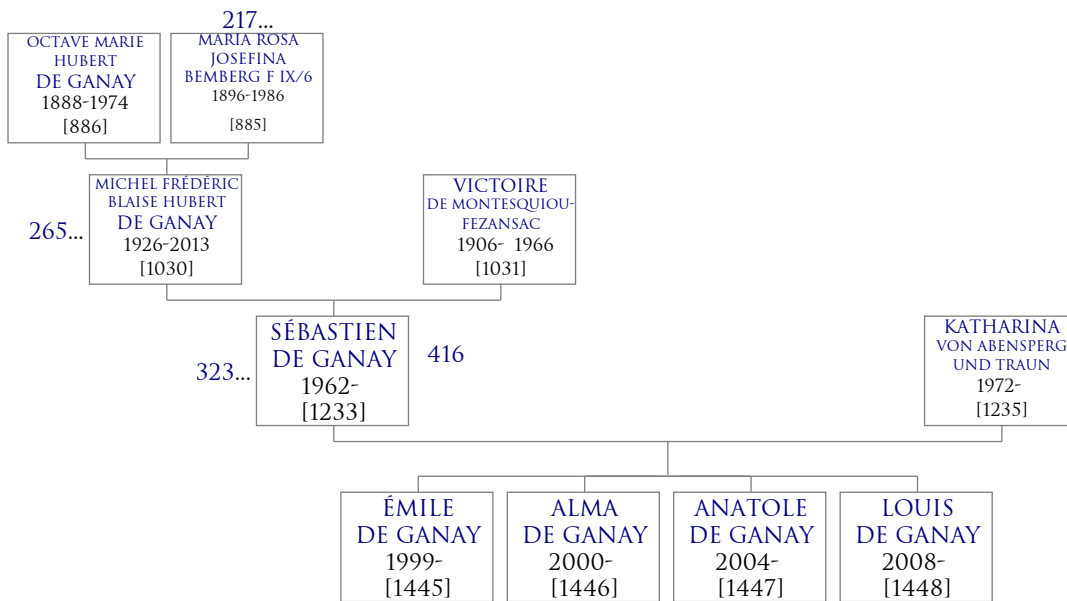 217...
OCTAVE MARIE
HUBERT
DE GANAY
1888-1974
[886]
MARIA ROSA
JOSEFINA
BEMBERG F IX/6
1896-1986
[885]
265...
MICHEL FRÉDÉRIC
BLAISE HUBERT
DE GANAY
1926-2013
[1030]
VICTOIRE
DE MONTESQUIOU-
FEZANSAC
1906- 1966
[1031]
323...
SÉBASTIEN
DE GANAY
1962-
[1233]
416
KATHARINA
VON ABENSPERG
UND TRAUN
1972-
[1235]
ÉMILE
DE GANAY
1999-
[1445]
ALMA
DE GANAY
2000-
[1446]
ANATOLE
DE GANAY
2004-
[1447]
LOUIS
DE GANAY
2008-
[1448]